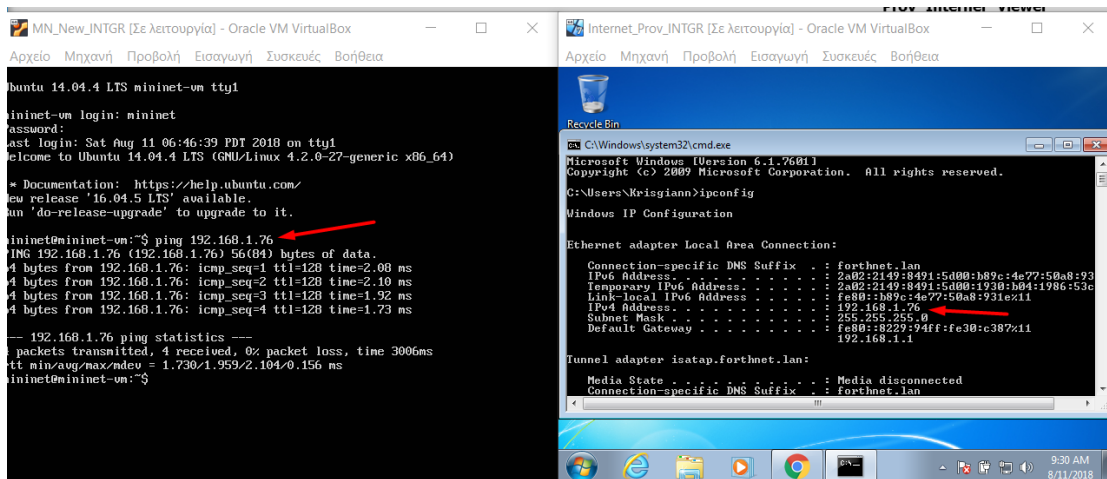 MN_New_INTGR [Σε λειτουργία] - Oracle VM VirtualBox
Αρχείο Μηχανή Προβολή Εισαγωγή Συσκευές Βοήθεια
Ubuntu 14.04.4 LTS mininet-vm tty1
mininet-vm login: mininet
Password:
Last login: Sat Aug 11 06:46:39 PDT 2018 on tty1
Welcome to Ubuntu 14.04.4 LTS (GNU/Linux 4.2.0-27-generic x86_64)
* Documentation: https://help.ubuntu.com/
New release '16.04.5 LTS' available.
Run 'do-release-upgrade' to upgrade to it.
mininet@mininet-vm:~$ ping 192.168.1.76
PING 192.168.1.76 (192.168.1.76) 56(84) bytes of data.
64 bytes from 192.168.1.76: icmp_seq=1 ttl=128 time=2.08 ms
64 bytes from 192.168.1.76: icmp_seq=2 ttl=128 time=2.10 ms
64 bytes from 192.168.1.76: icmp_seq=3 ttl=128 time=1.92 ms
64 bytes from 192.168.1.76: icmp_seq=4 ttl=128 time=1.73 ms
--- 192.168.1.76 ping statistics ---
4 packets transmitted, 4 received, 0% packet loss, time 3006ms
rtt min/avg/max/mdev = 1.730/1.959/2.104/0.156 ms
mininet@mininet-vm:~$
Prov Internet Viewer
Internet_Prov_INTGR [Σε λειτουργία] - Oracle VM VirtualBox
Αρχείο Μηχανή Προβολή Εισαγωγή Συσκευές Βοήθεια
Recycle Bin
C:\Windows\system32\cmd.exe
Microsoft Windows [Version 6.1.7601]
Copyright (c) 2009 Microsoft Corporation. All rights reserved.
C:\Users\Krisgiann>ipconfig
Windows IP Configuration
Ethernet adapter Local Area Connection:
Connection-specific DNS Suffix . : forthnet.lan
IPv6 Address. . . . . . . . . . . : 2a02:2149:8491:5d00:b89c:4e77:50a8:93
Temporary IPv6 Address. . . . . . : 2a02:2149:8491:5d00:1930:b04:1986:53c
Link-local IPv6 Address . . . . . : fe80::b89c:4e77:50a8:931e%11
IPv4 Address. . . . . . . . . . . : 192.168.1.76
Subnet Mask . . . . . . . . . . . : 255.255.255.0
Default Gateway . . . . . . . . . : fe80::8229:94ff:fe30:c387%11
192.168.1.1
Tunnel adapter isatap.forthnet.lan:
Media State . . . . . . . . . . . : Media disconnected
Connection-specific DNS Suffix . : forthnet.lan
9:30 AM
8/11/2018